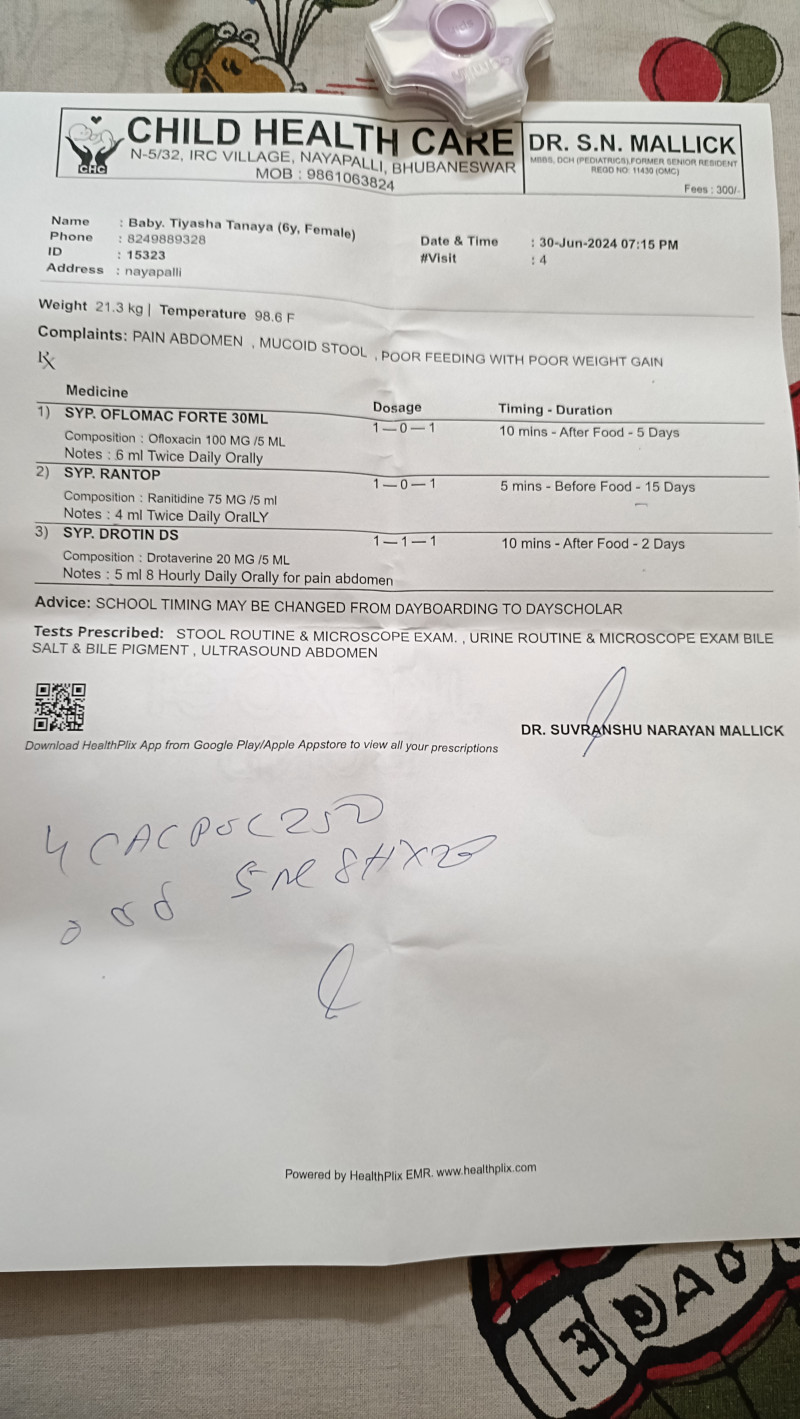 CHC
CHILD HEALTH CARE
N-5/32, IRC VILLAGE, NAYAPALLI, BHUBANESWAR
MOB : 9861063824
DR. S.N. MALLICK
MBBS, DCH (PEDIATRICS),FORMER SENIOR RESIDENT
REGD NO: 11430 (OMC)
Fees : 300/-
Name : Baby. Tiyasha Tanaya (6y, Female)
Phone : 8249889328
ID : 15323
Address : nayapalli
Date & Time : 30-Jun-2024 07:15 PM
#Visit : 4
Weight 21.3 kg | Temperature 98.6 F
Complaints: PAIN ABDOMEN , MUCOID STOOL , POOR FEEDING WITH POOR WEIGHT GAIN
Rx
Medicine Dosage Timing - Duration
1) SYP. OFLOMAC FORTE 30ML 1—0—1 10 mins - After Food - 5 Days
Composition : Ofloxacin 100 MG /5 ML
Notes : 6 ml Twice Daily Orally
2) SYP. RANTOP 1—0—1 5 mins - Before Food - 15 Days
Composition : Ranitidine 75 MG /5 ml
Notes : 4 ml Twice Daily OralLY
3) SYP. DROTIN DS 1—1—1 10 mins - After Food - 2 Days
Composition : Drotaverine 20 MG /5 ML
Notes : 5 ml 8 Hourly Daily Orally for pain abdomen
Advice: SCHOOL TIMING MAY BE CHANGED FROM DAYBOARDING TO DAYSCHOLAR
Tests Prescribed: STOOL ROUTINE & MICROSCOPE EXAM. , URINE ROUTINE & MICROSCOPE EXAM BILE
SALT & BILE PIGMENT , ULTRASOUND ABDOMEN
DR. SUVRANSHU NARAYAN MALLICK
Download HealthPlix App from Google Play/Apple Appstore to view all your prescriptions
4 CACPOC 250
5 ml 8H X
Powered by HealthPlix EMR. www.healthplix.com